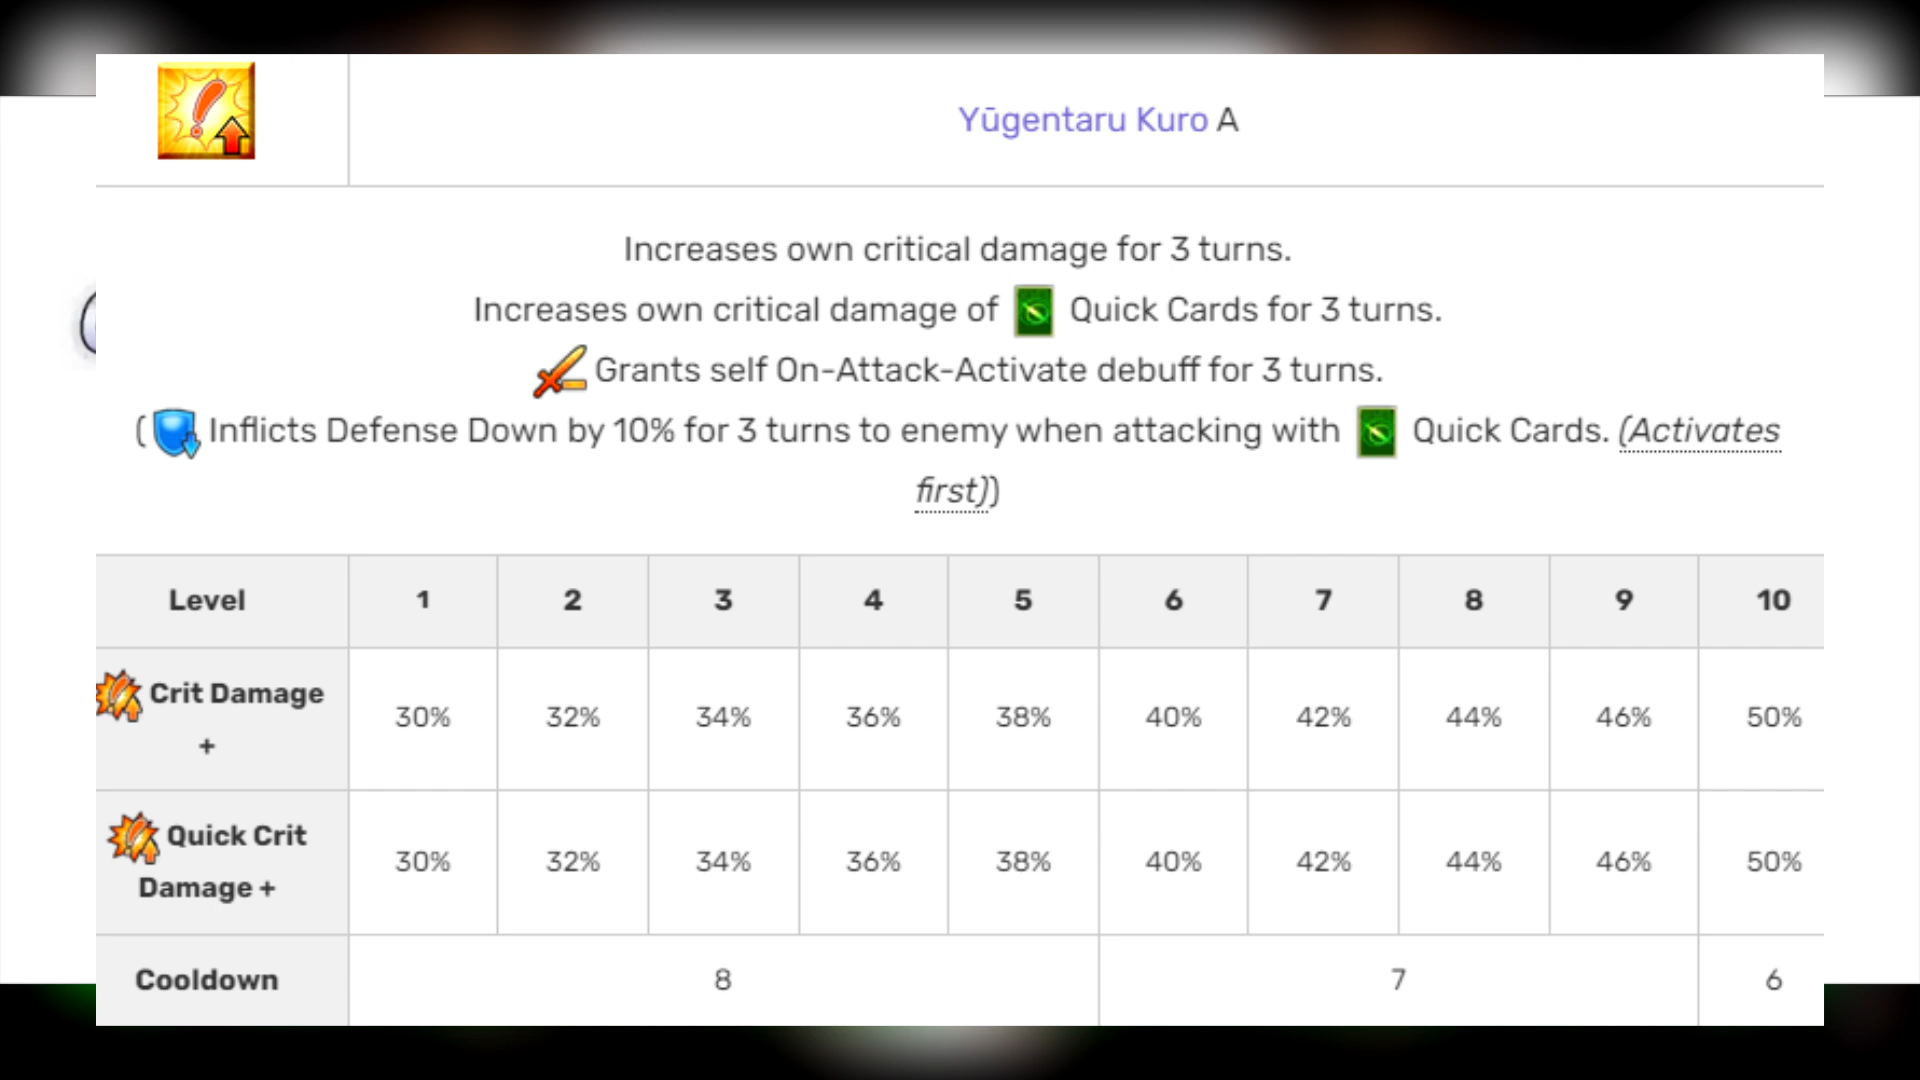 Yūgentaru Kuro A
Increases own critical damage for 3 turns.
Increases own critical damage of Quick Cards for 3 turns.
Grants self On-Attack-Activate debuff for 3 turns.
( Inflicts Defense Down by 10% for 3 turns to enemy when attacking with Quick Cards. (Activates
first))
Level 1 2 3 4 5 6 7 8 9 10
Crit Damage
+
30% 32% 34% 36% 38% 40% 42% 44% 46% 50%
Quick Crit
Damage +
30% 32% 34% 36% 38% 40% 42% 44% 46% 50%
Cooldown 8 7 6